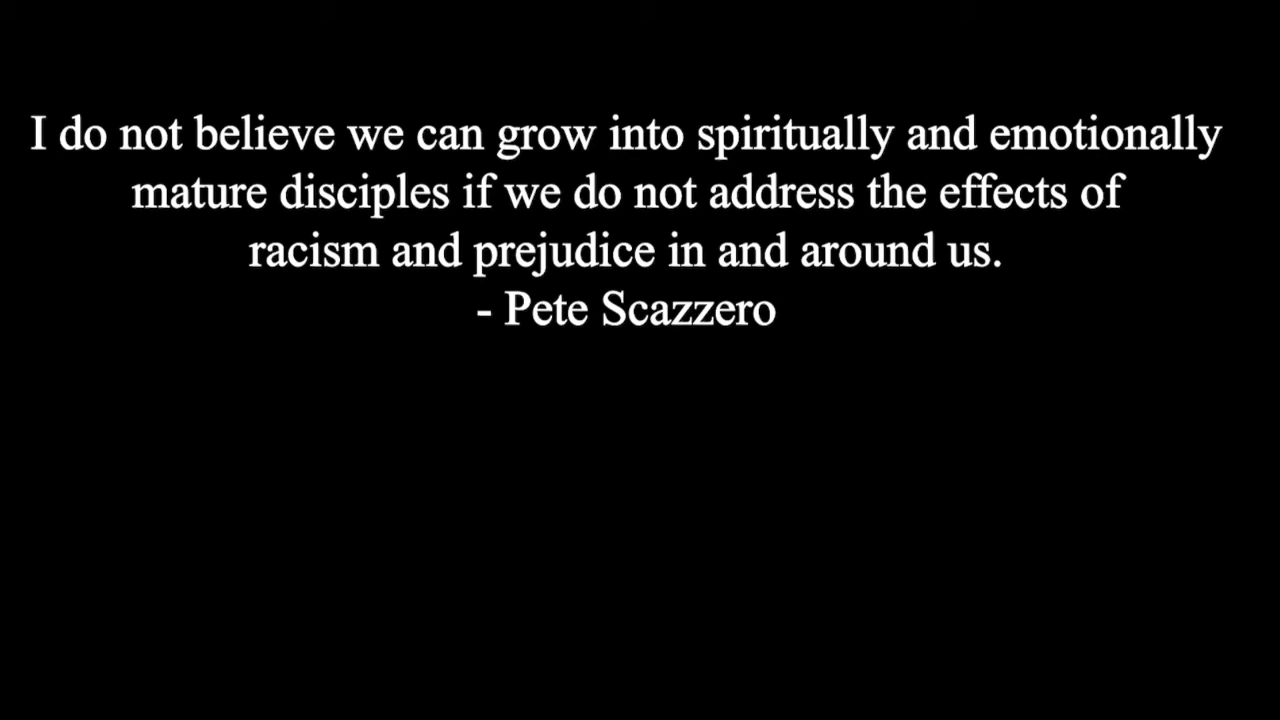 I do not believe we can grow into spiritually and emotionally
mature disciples if we do not address the effects of
racism and prejudice in and around us.
- Pete Scazzero